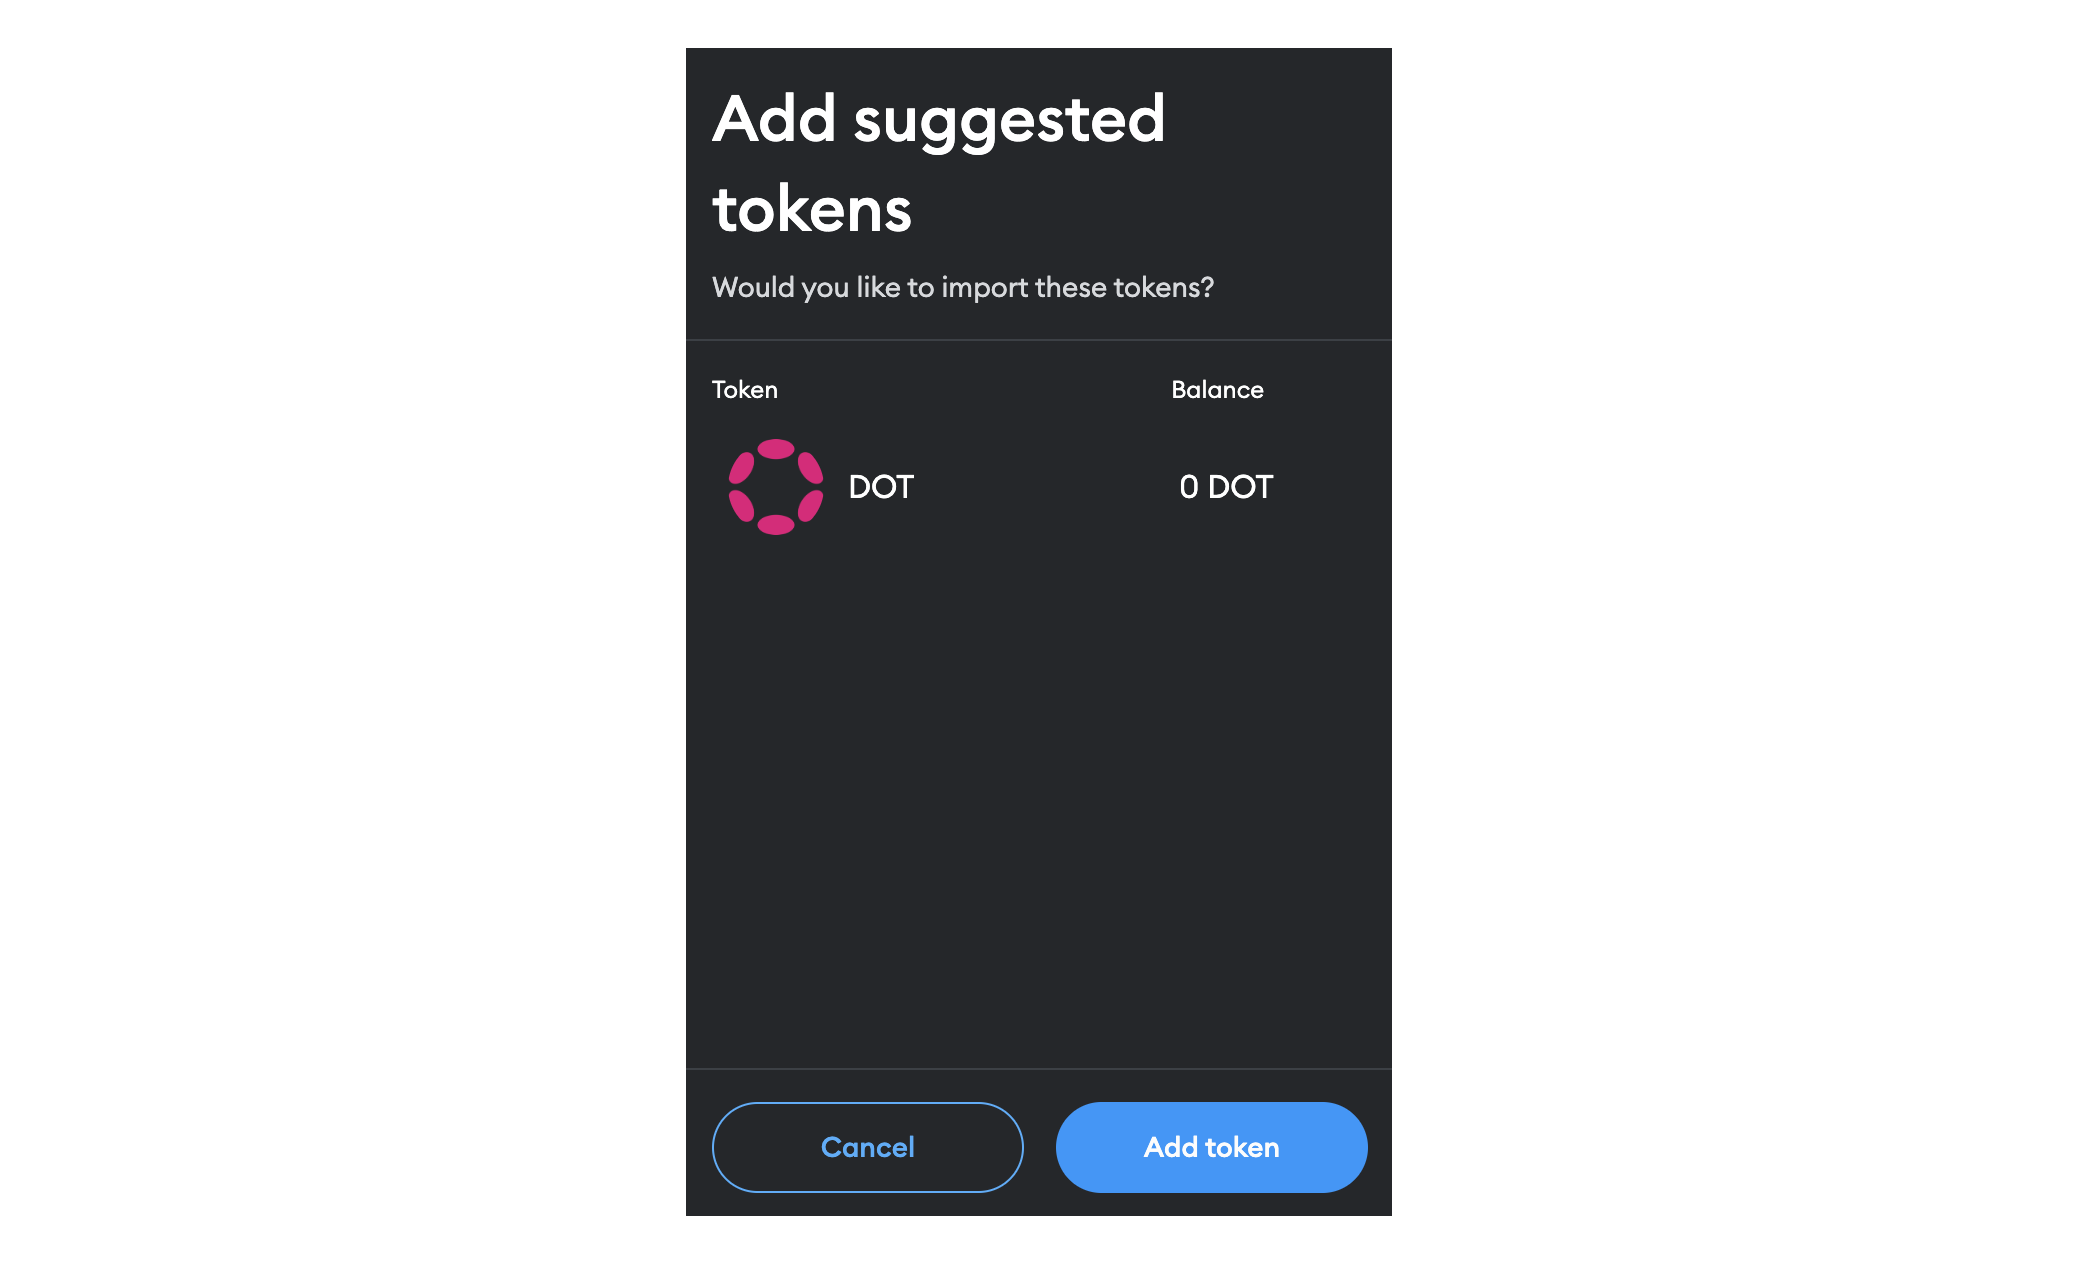 Add suggested
tokens
Would you like to import these tokens?
Token Balance
DOT 0 DOT
Cancel Add token